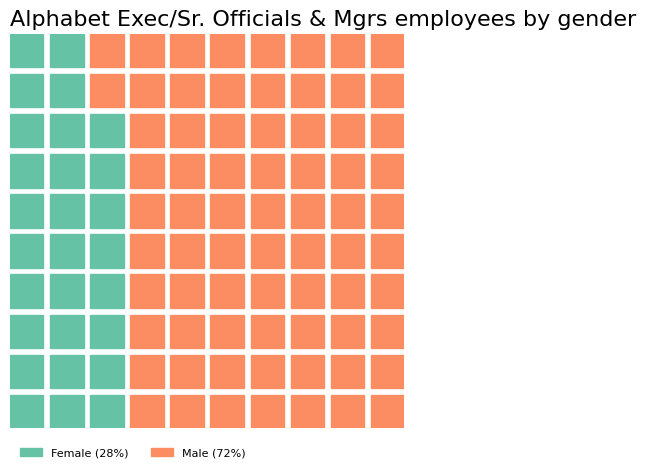 Alphabet Exec/Sr. Officials & Mgrs employees by gender
Female (28%) Male (72%)